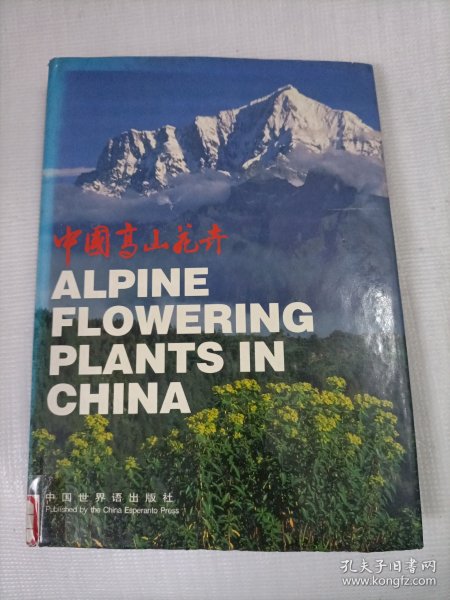 中國高山花卉
ALPINE
FLOWERING
PLANTS IN
CHINA
中国世界语出版社
Published by the China Esperanto Press
孔夫子旧书网
www.kongfz.com